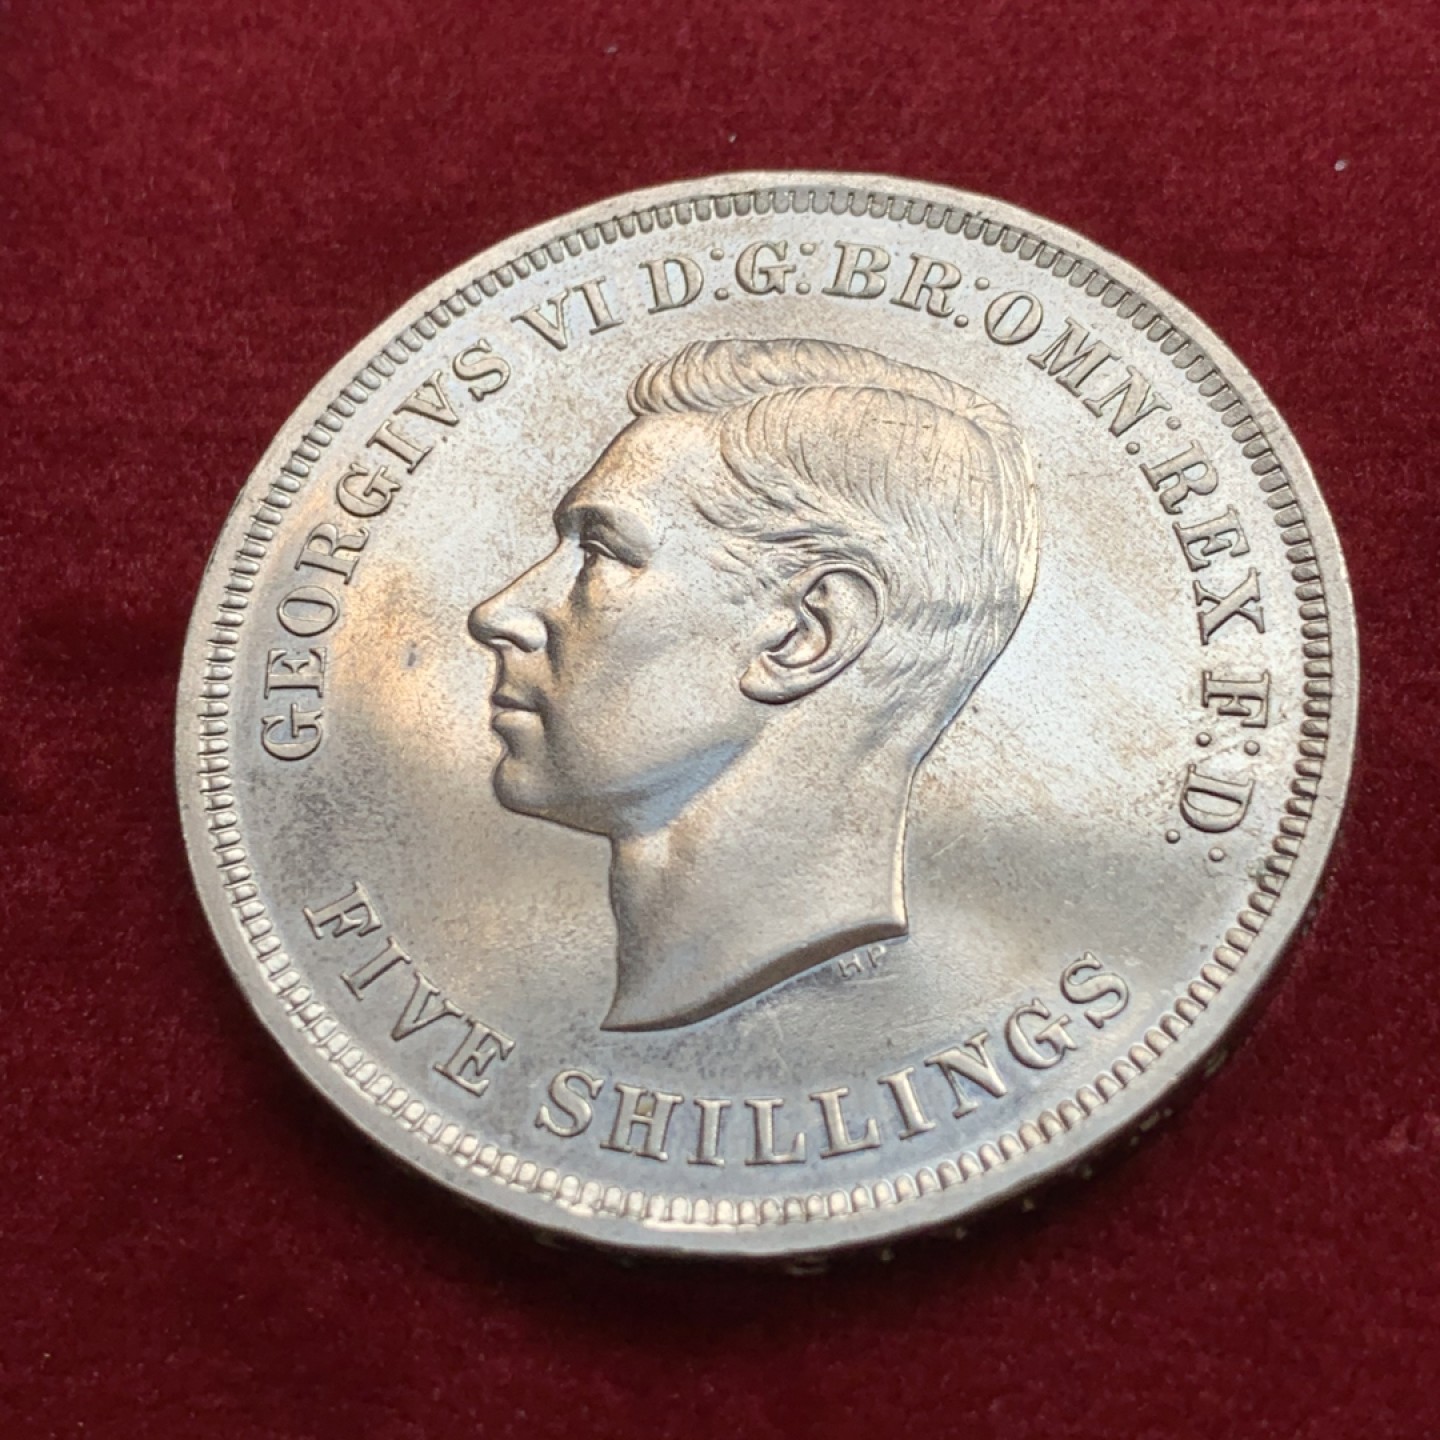 GEORGIVS VI D:G:BR:OMN:REX F:D:
FIVE SHILLINGS
HP